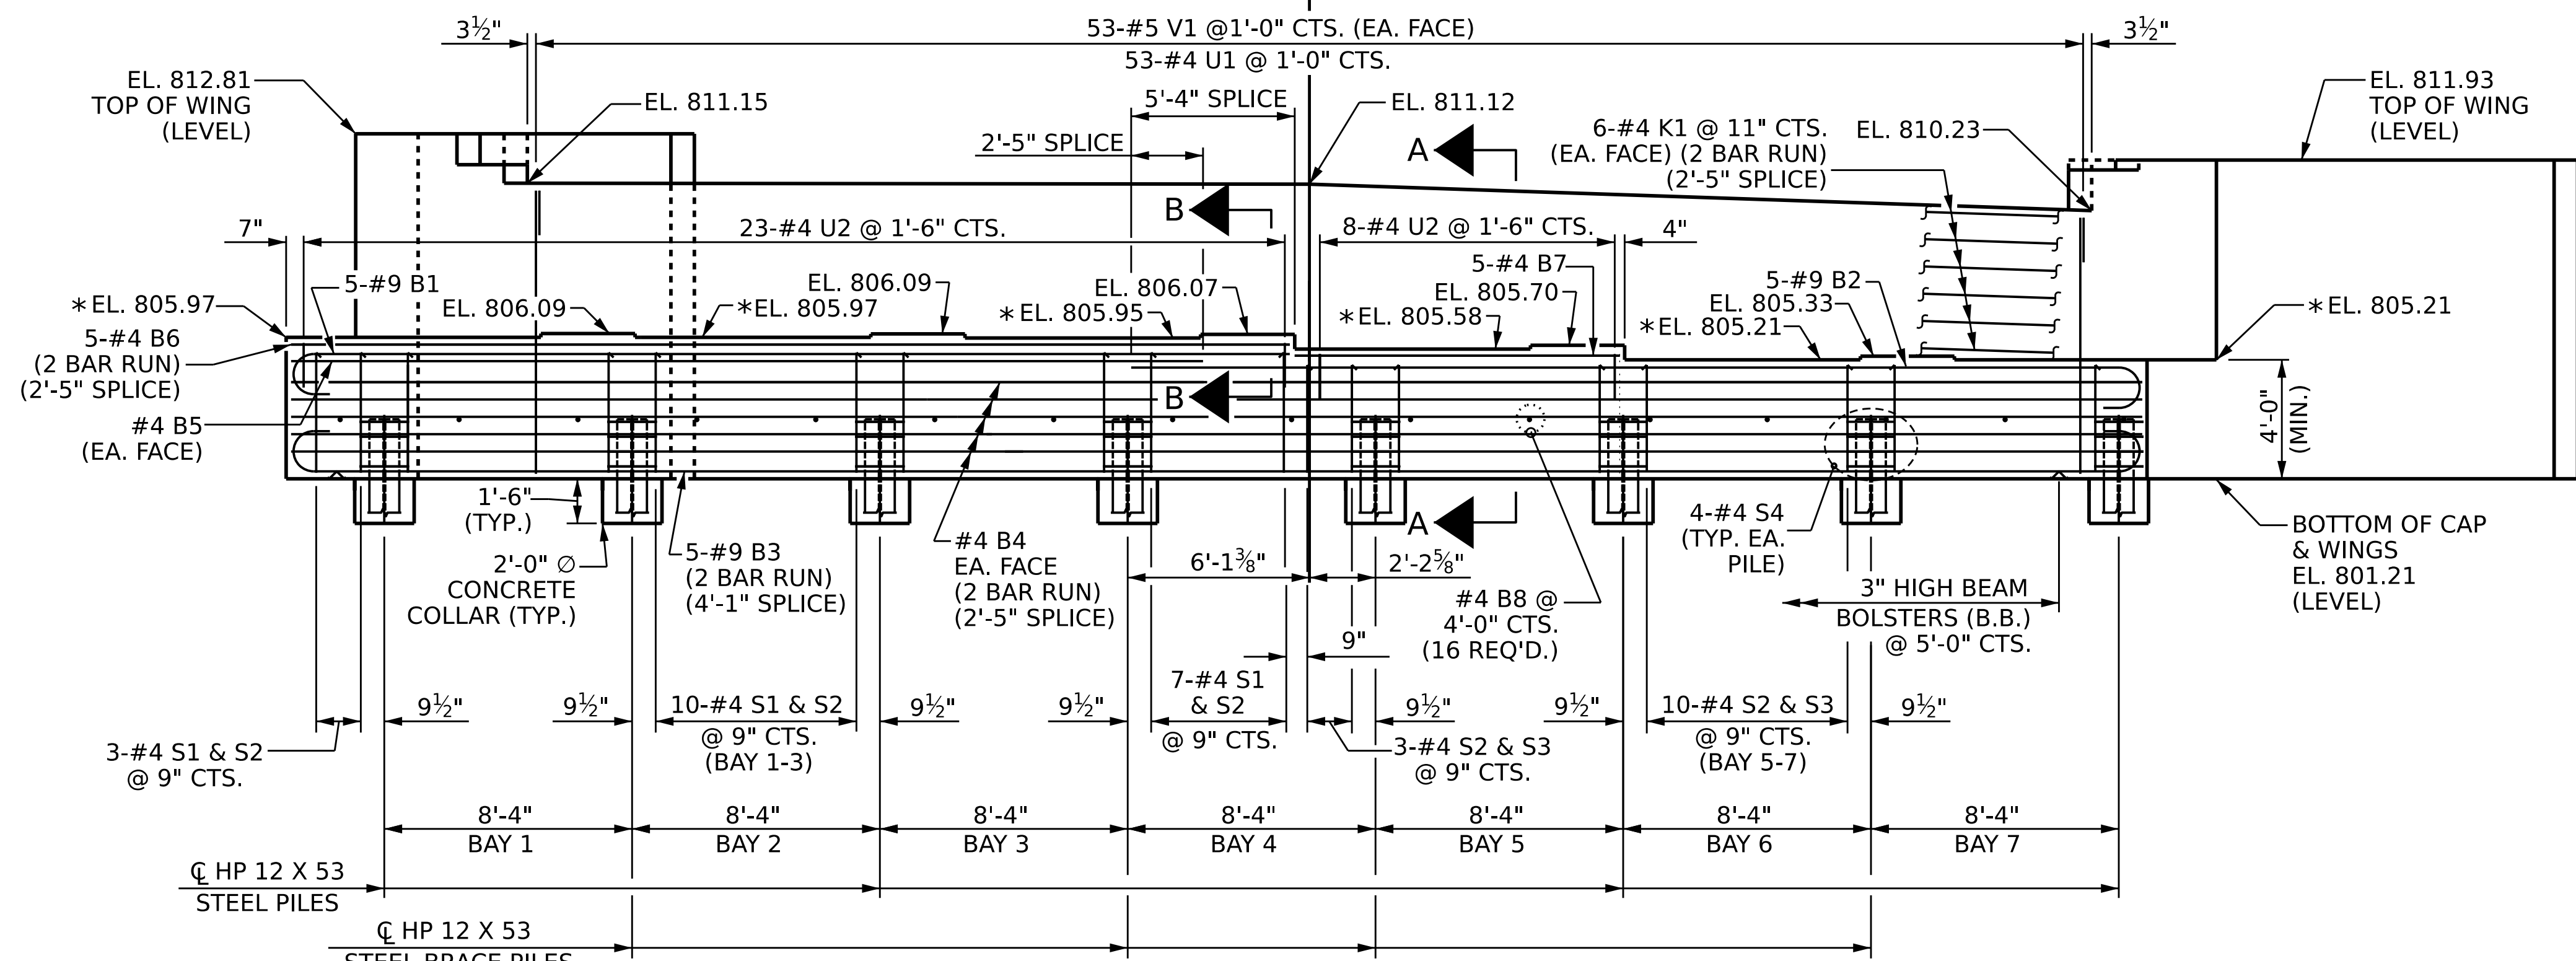 3½"
53-#5 V1 @1'-0" CTS. (EA. FACE)
53-#4 U1 @ 1'-0" CTS.
3½"
EL. 812.81
TOP OF WING
(LEVEL)
EL. 811.15
5'-4" SPLICE
2'-5" SPLICE
EL. 811.12
A
6-#4 K1 @ 11" CTS.
(EA. FACE) (2 BAR RUN)
(2'-5" SPLICE)
EL. 810.23
EL. 811.93
TOP OF WING
(LEVEL)
B
7"
23-#4 U2 @ 1'-6" CTS.
8-#4 U2 @ 1'-6" CTS.
4"
*EL. 805.97
5-#9 B1
EL. 806.09
*EL. 805.97
EL. 806.09
*EL. 805.95
EL. 806.07
5-#4 B7
EL. 805.70
*EL. 805.58
5-#9 B2
EL. 805.33
*EL. 805.21
*EL. 805.21
5-#4 B6
(2 BAR RUN)
(2'-5" SPLICE)
#4 B5
(EA. FACE)
B
4'-0"
(MIN.)
1'-6"
(TYP.)
2'-0" ∅
CONCRETE
COLLAR (TYP.)
5-#9 B3
(2 BAR RUN)
(4'-1" SPLICE)
#4 B4
EA. FACE
(2 BAR RUN)
(2'-5" SPLICE)
A
6'-1⅜"
2'-2⅝"
#4 B8 @
4'-0" CTS.
(16 REQ'D.)
4-#4 S4
(TYP. EA.
PILE)
3" HIGH BEAM
BOLSTERS (B.B.)
@ 5'-0" CTS.
BOTTOM OF CAP
& WINGS
EL. 801.21
(LEVEL)
9"
3-#4 S1 & S2
@ 9" CTS.
9½"
9½"
10-#4 S1 & S2
@ 9" CTS.
(BAY 1-3)
9½"
9½"
7-#4 S1
& S2
@ 9" CTS.
3-#4 S2 & S3
@ 9" CTS.
9½"
9½"
10-#4 S2 & S3
@ 9" CTS.
(BAY 5-7)
9½"
8'-4"
BAY 1
8'-4"
BAY 2
8'-4"
BAY 3
8'-4"
BAY 4
8'-4"
BAY 5
8'-4"
BAY 6
8'-4"
BAY 7
℄ HP 12 X 53
STEEL PILES
℄ HP 12 X 53
STEEL BRACE PILES